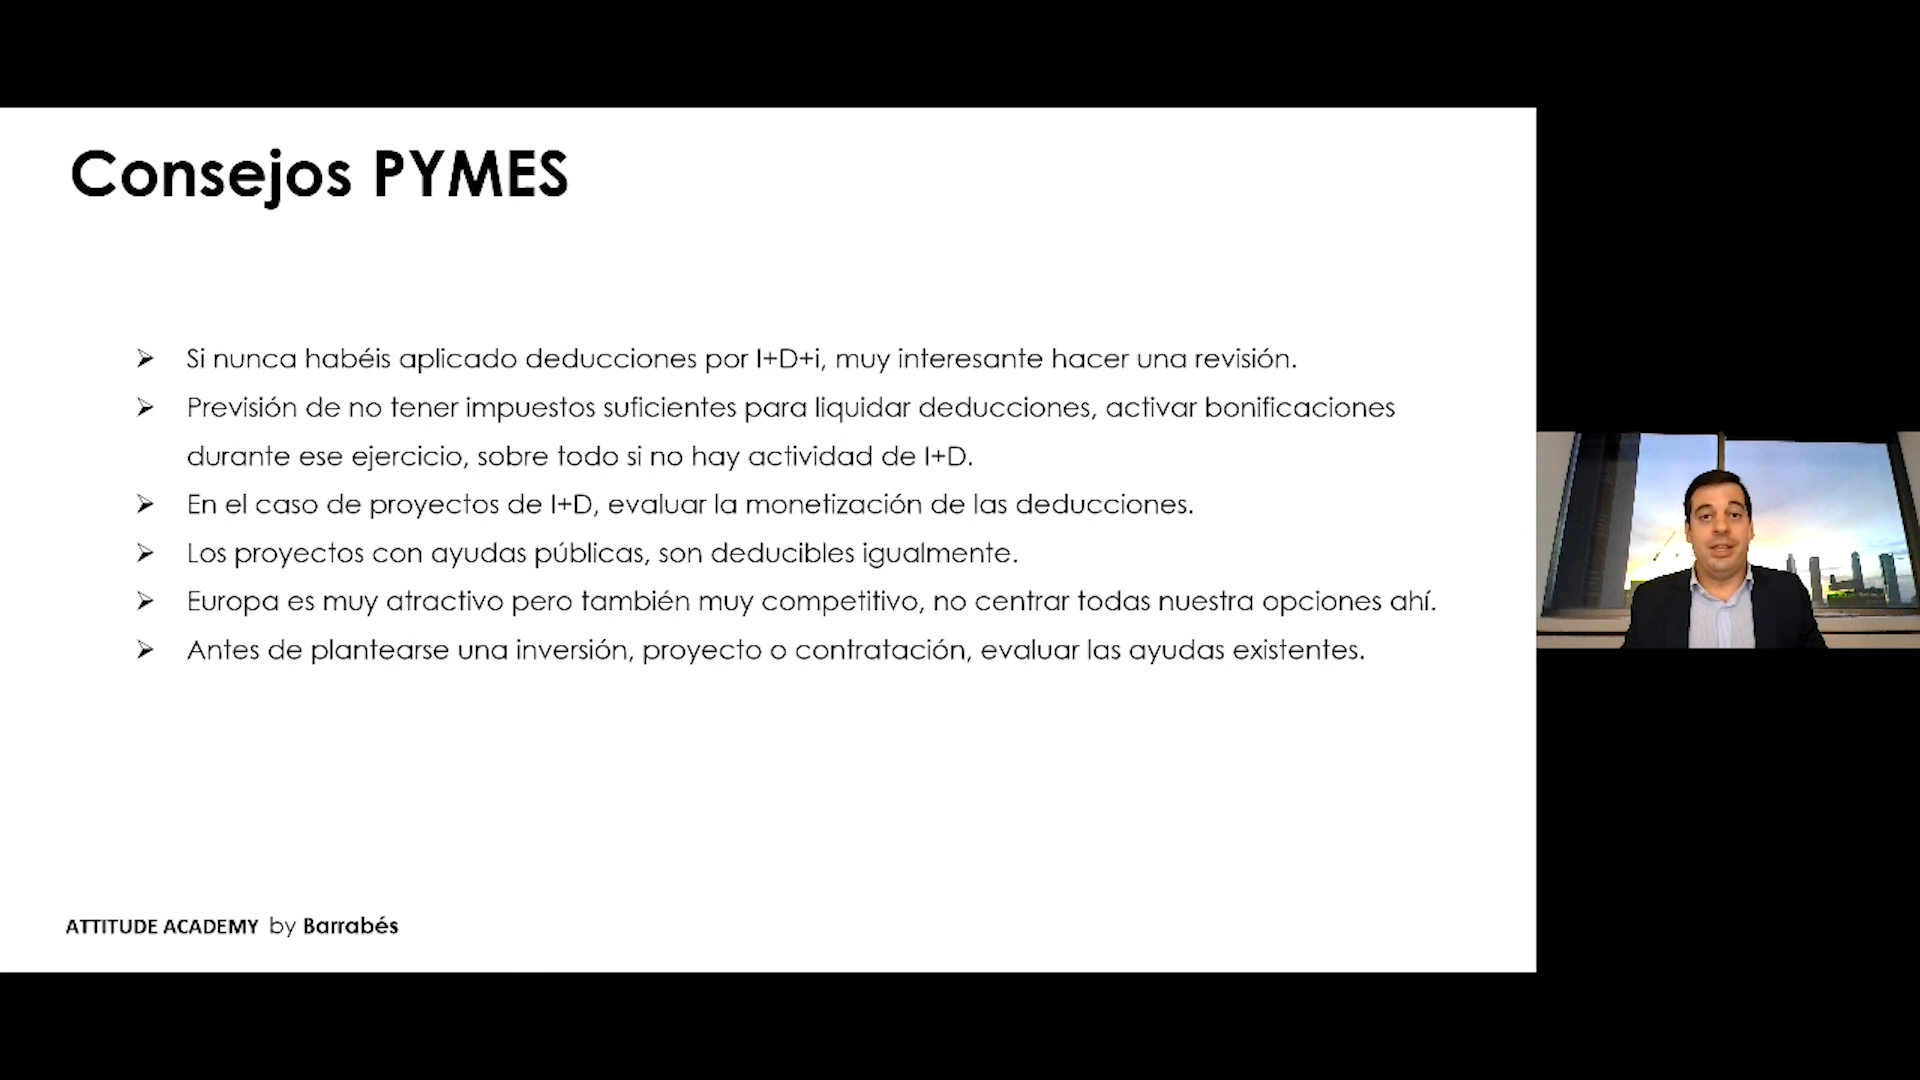 Consejos PYMES
Si nunca habéis aplicado deducciones por I+D+i, muy interesante hacer una revisión.
Previsión de no tener impuestos suficientes para liquidar deducciones, activar bonificaciones
durante ese ejercicio, sobre todo si no hay actividad de I+D.
En el caso de proyectos de I+D, evaluar la monetización de las deducciones.
Los proyectos con ayudas públicas, son deducibles igualmente.
Europa es muy atractivo pero también muy competitivo, no centrar todas nuestra opciones ahí.
Antes de plantearse una inversión, proyecto o contratación, evaluar las ayudas existentes.
ATTITUDE ACADEMY by Barrabés